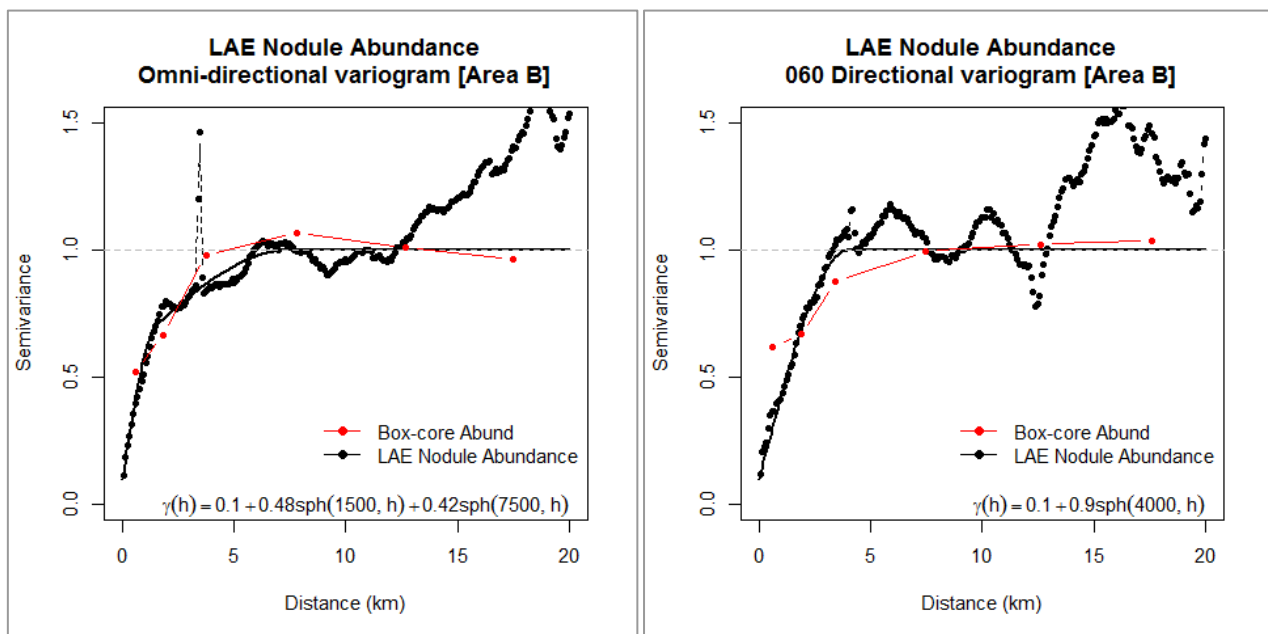 LAE Nodule Abundance
Omni-directional variogram [Area B]
1.5
1.0
0.5
0.0
Semivariance
Box-core Abund
LAE Nodule Abundance
γ(h) = 0.1 + 0.48sph(1500, h) + 0.42sph(7500, h)
0 5 10 15 20
Distance (km)
LAE Nodule Abundance
060 Directional variogram [Area B]
1.5
1.0
0.5
0.0
Semivariance
Box-core Abund
LAE Nodule Abundance
γ(h) = 0.1 + 0.9sph(4000, h)
0 5 10 15 20
Distance (km)